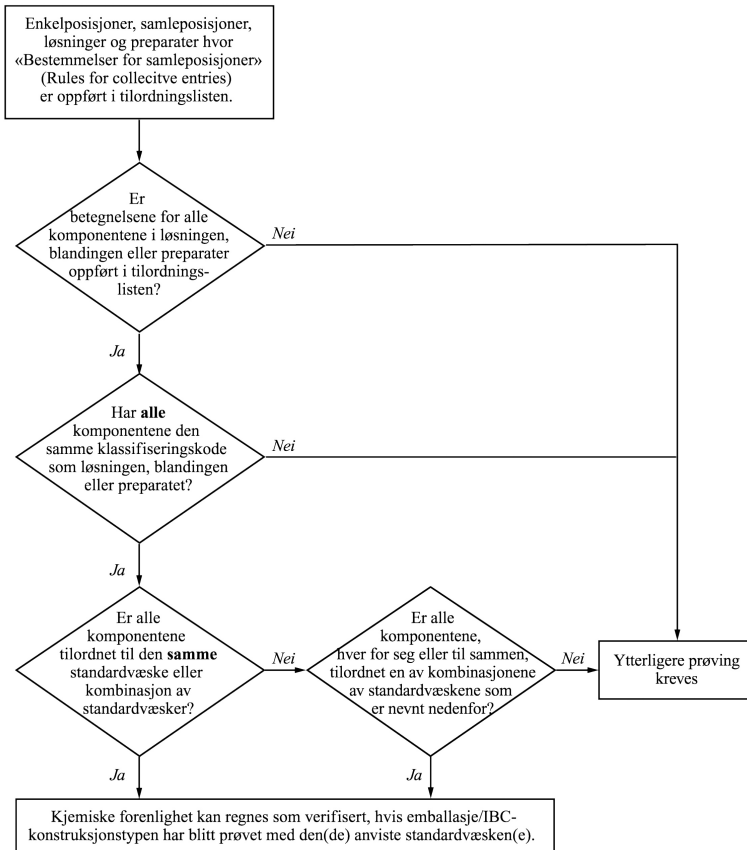 Enkelposisjoner, samleposisjoner,
løsninger og preparater hvor
«Bestemmelser for samleposisjoner»
(Rules for collecitve entries)
er oppført i tilordningslisten.
Er
betegnelsene for alle
komponentene i løsningen,
blandingen eller preparater
oppført i tilordnings-
listen?
Nei
Ja
Har alle
komponentene den
samme klassifiseringskode
som løsningen, blandingen
eller preparatet?
Nei
Ja
Er alle
komponentene
tilordnet til den samme
standardvæske eller
kombinasjon av
standardvæsker?
Nei
Er alle
komponentene,
hver for seg eller til sammen,
tilordnet en av kombinasjonene
av standardvæskene som
er nevnt nedenfor?
Nei
Ytterligere prøving
kreves
Ja
Ja
Kjemiske forenlighet kan regnes som verifisert, hvis emballasje/IBC-
konstruksjonstypen har blitt prøvet med den(de) anviste standardvæsken(e).